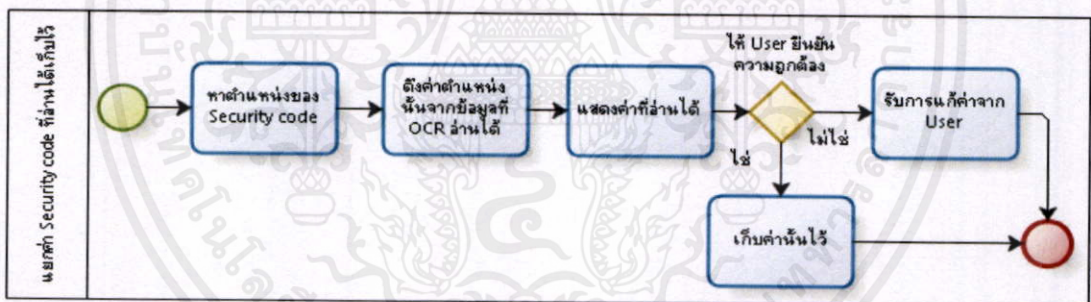 แยกค่า Security code ที่อ่านได้เก็บไว้
หาตำแหน่งของ
Security code
ดึงค่าตำแหน่ง
นั้นจากข้อมูลที่
OCR อ่านได้
แสดงค่าที่อ่านได้
ให้ User ยืนยัน
ความถูกต้อง
ไม่ใช่
ใช่
รับการแก้ค่าจาก
User
เก็บค่านั้นไว้